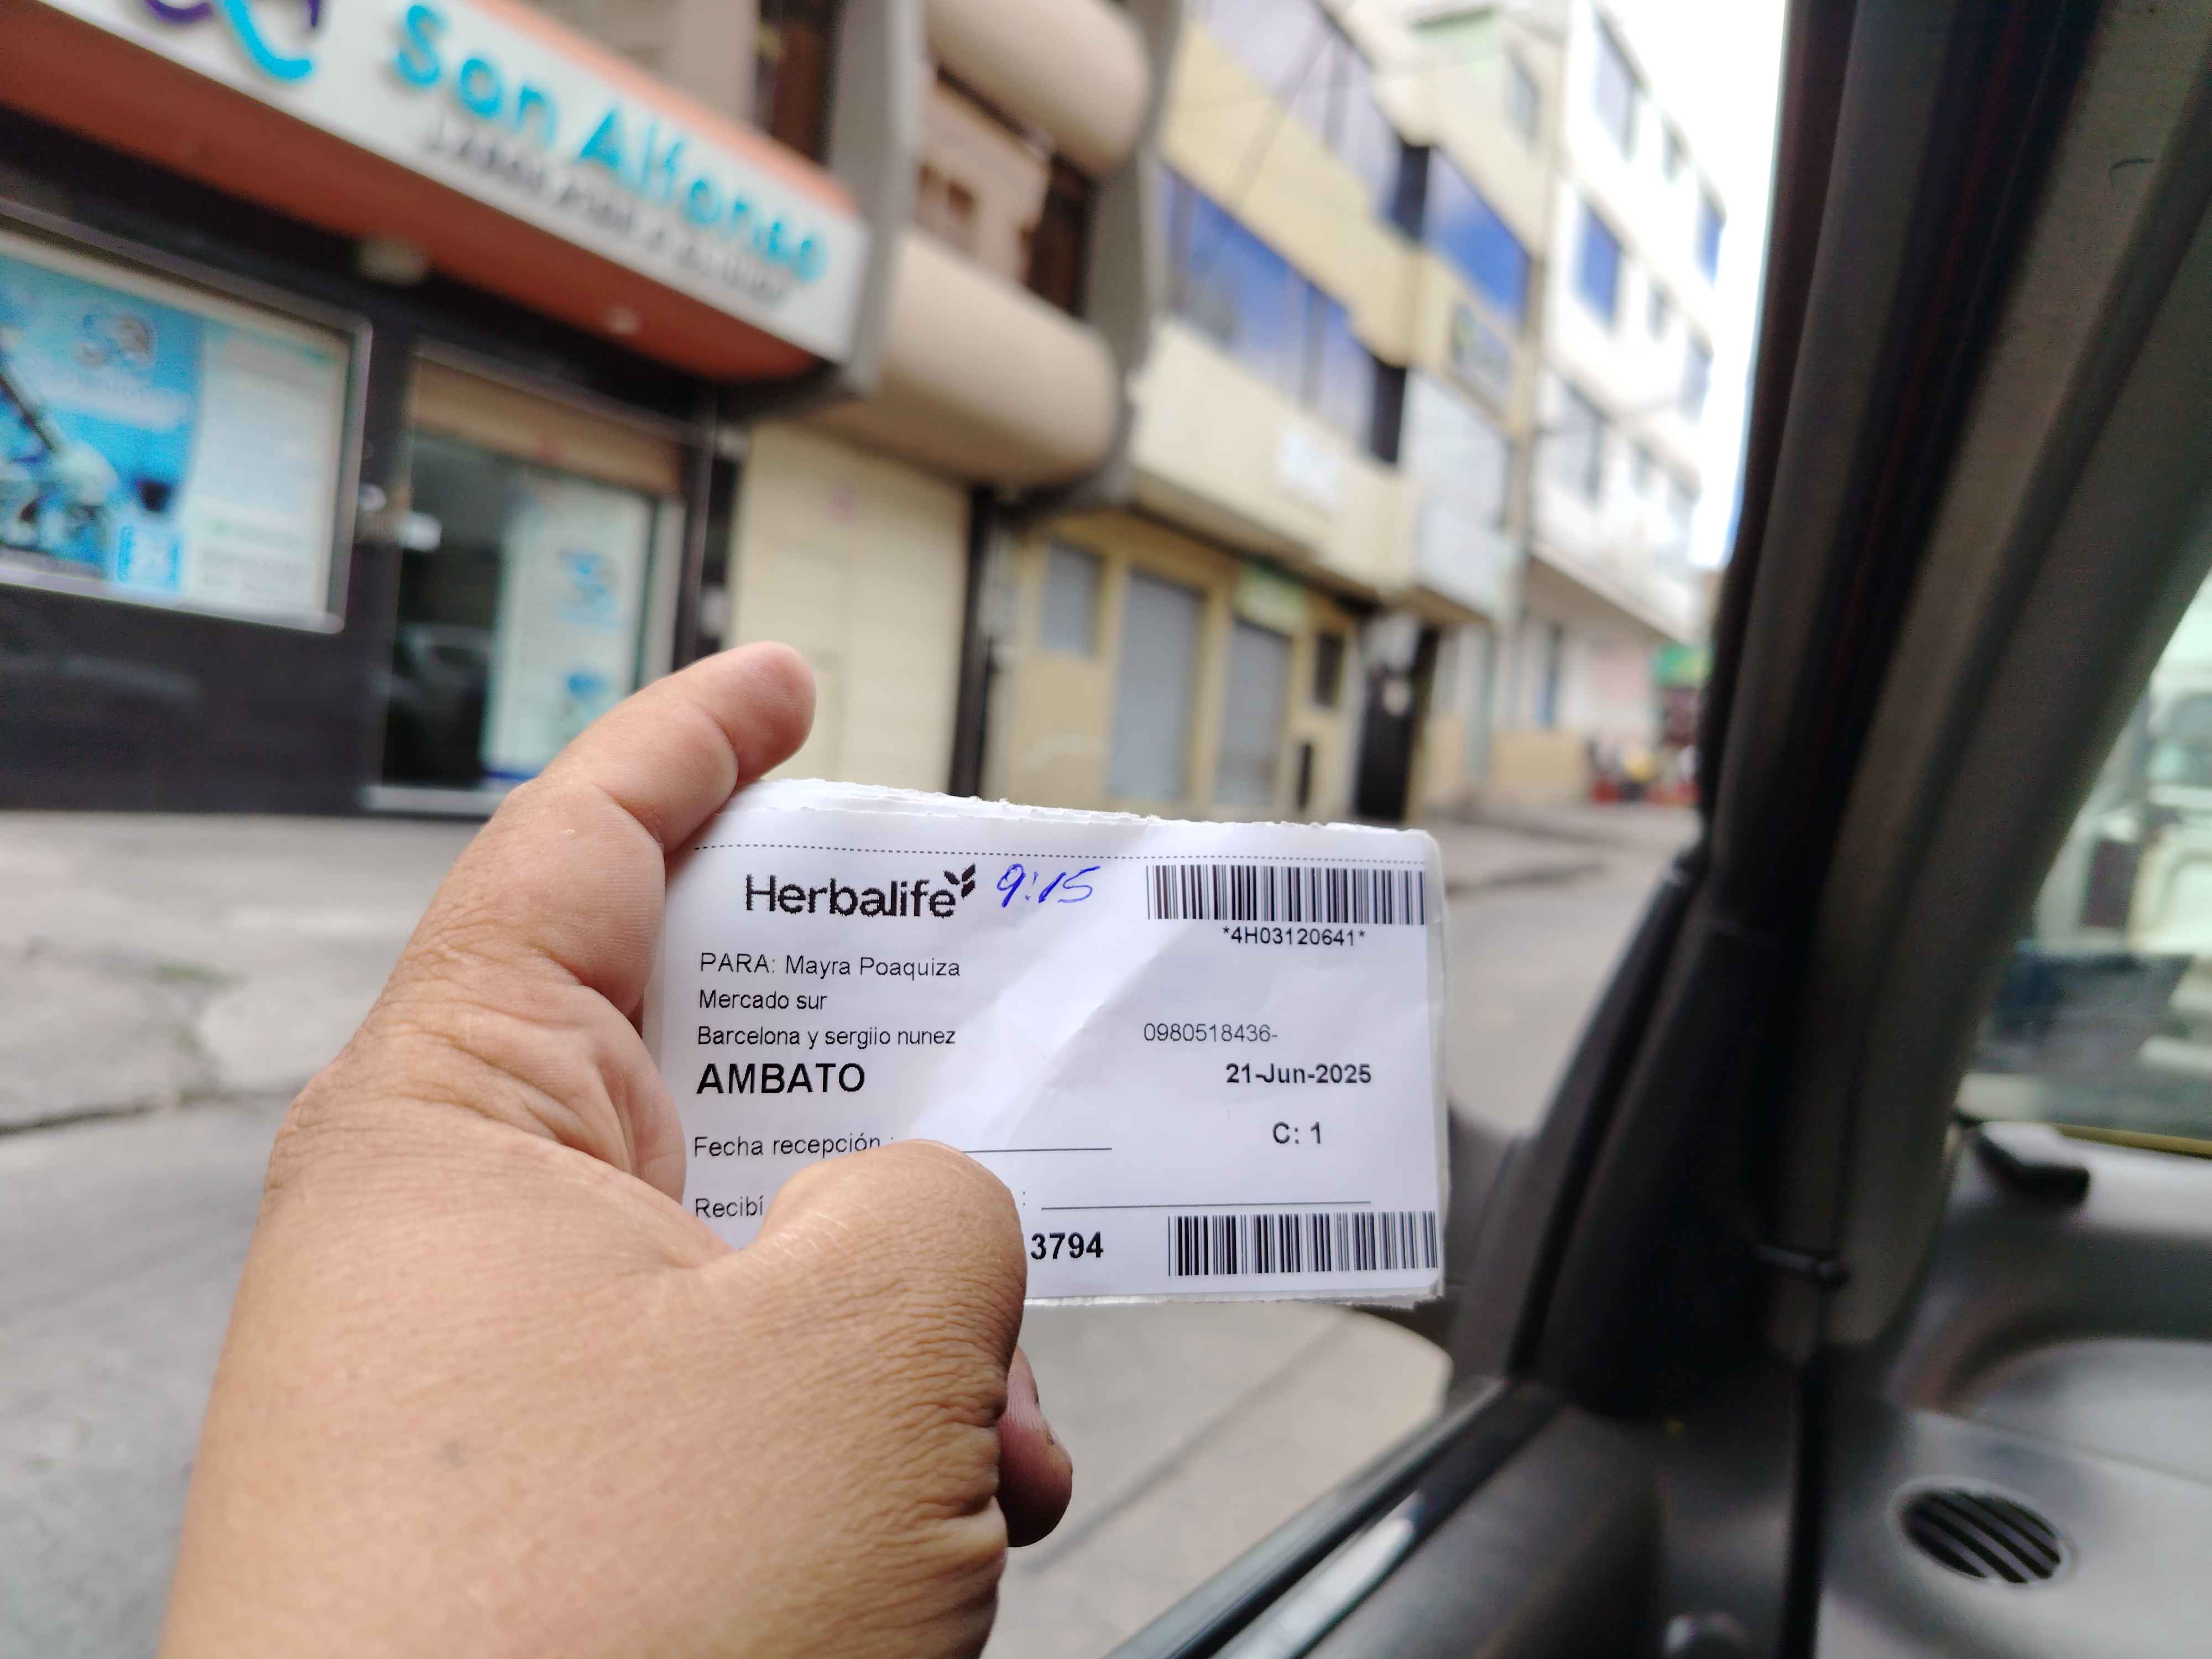 San Alfonso
Herbalife 9:15
*4H03120641*
PARA: Mayra Poaquiza
Mercado sur
Barcelona y sergiio nunez 0980518436-
AMBATO 21-Jun-2025
C: 1
Fecha recepción :
Recibí :
3794